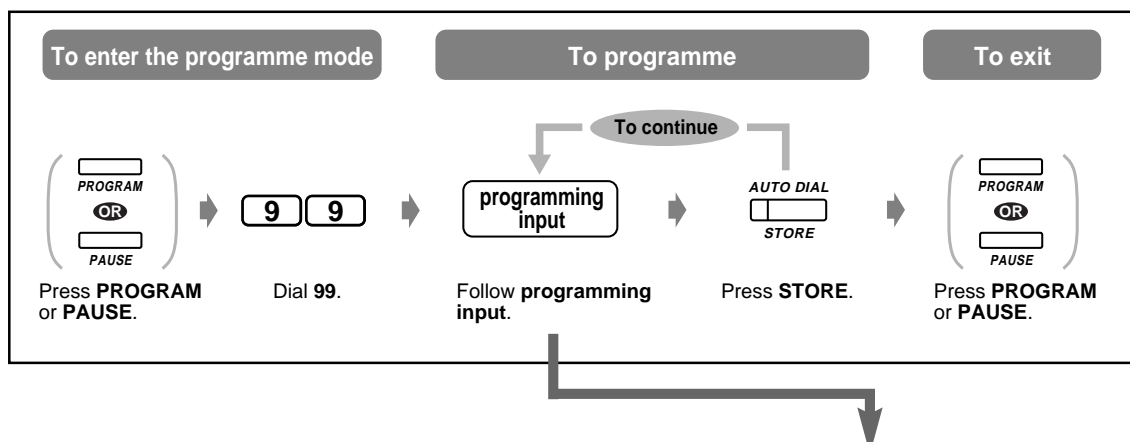 To enter the programme mode
To programme
To exit
To continue
PROGRAM
OR
PAUSE
9 9
programming
input
AUTO DIAL
STORE
PROGRAM
OR
PAUSE
Press PROGRAM
or PAUSE.
Dial 99.
Follow programming
input.
Press STORE.
Press PROGRAM
or PAUSE.